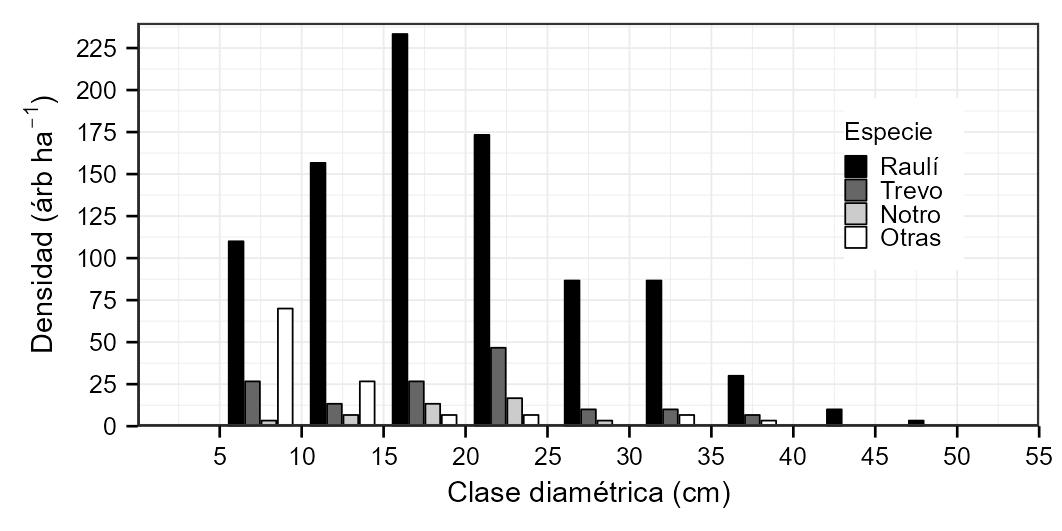 Densidad (árb ha⁻¹)
225
200
175
150
125
100
75
50
25
0
Especie
Raulí
Trevo
Notro
Otras
5 10 15 20 25 30 35 40 45 50 55
Clase diamétrica (cm)